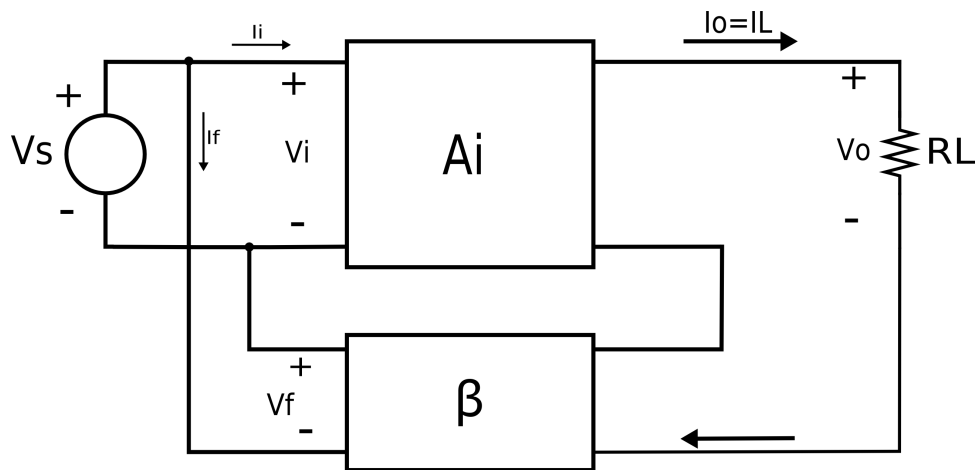 Ii
Io=IL
+
+
+
Vs
If
Vi
Ai
Vo
RL
-
-
-
+
Vf
β
-